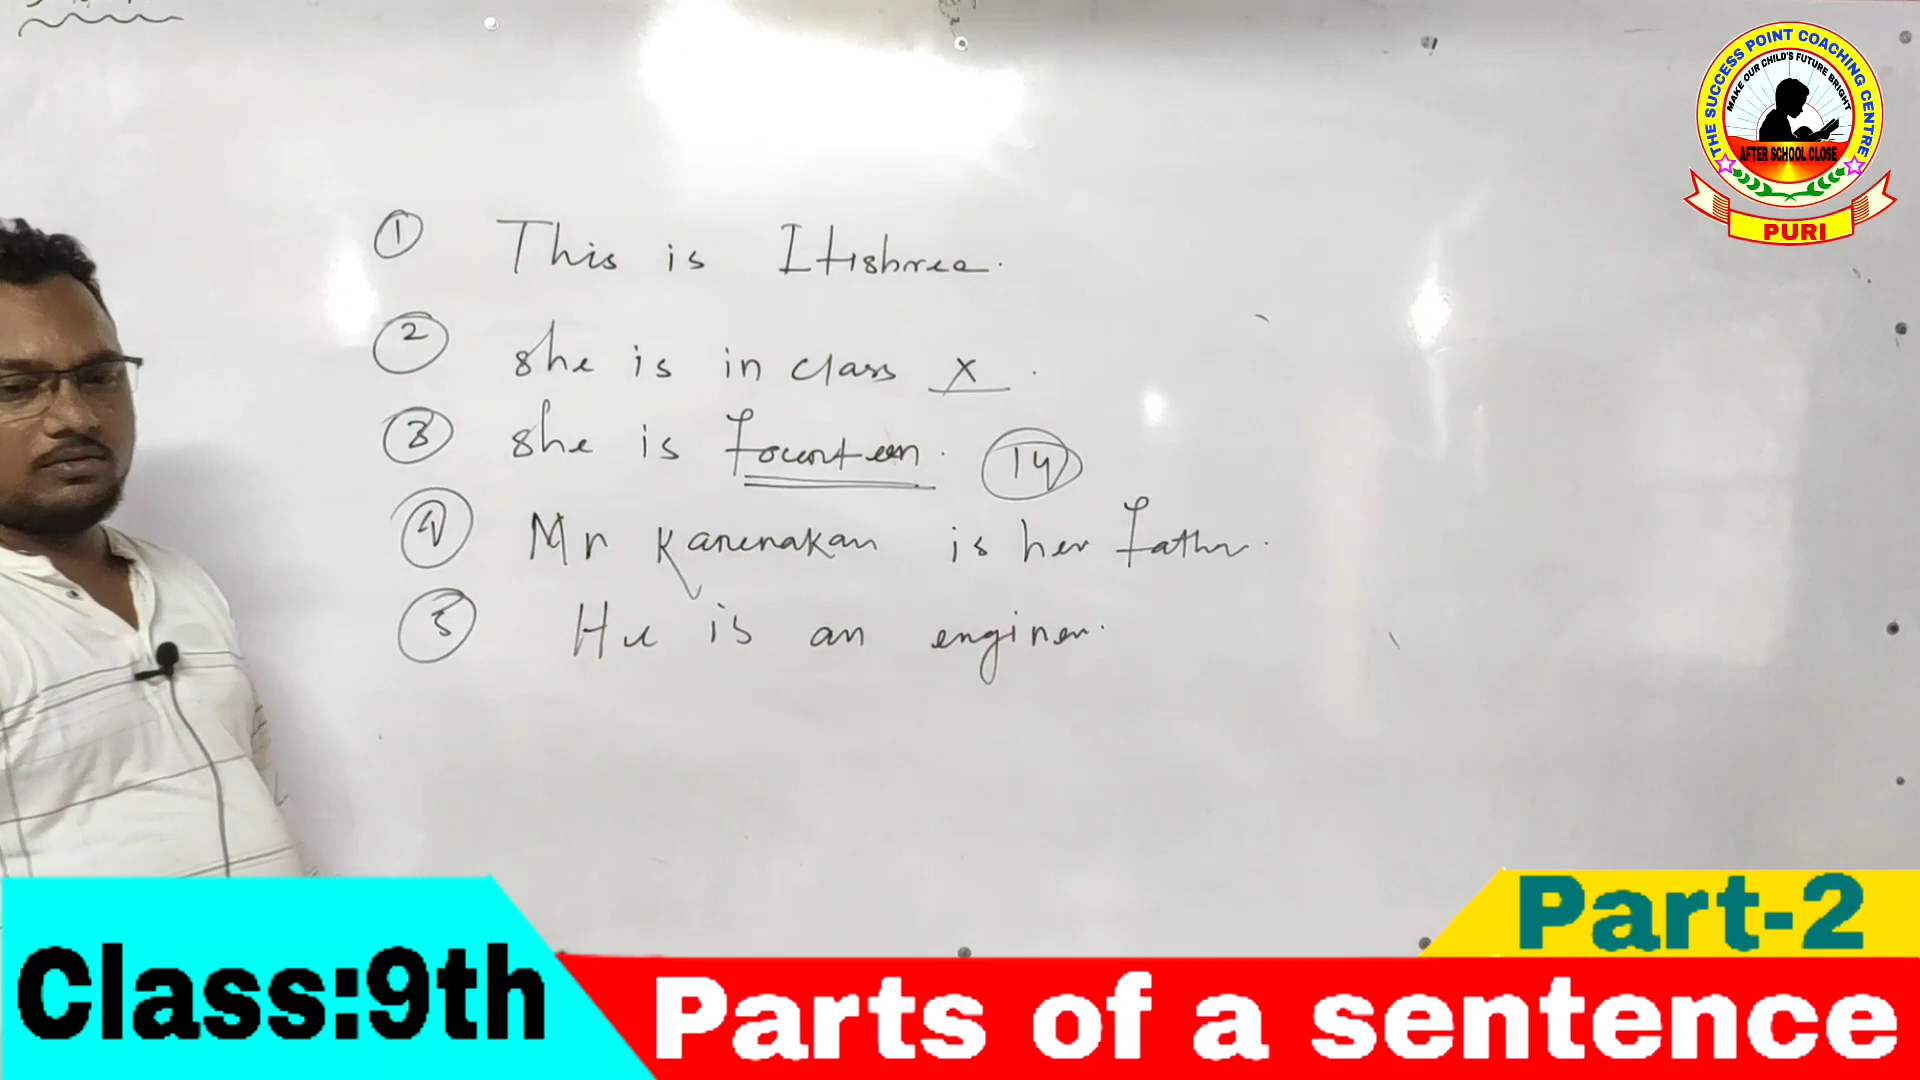 THE SUCCESS POINT COACHING CENTRE
MAKE OUR CHILD'S FUTURE BRIGHT
AFTER SCHOOL CLOSE
PURI
1 This is Itishree.
2 She is in class X.
3 She is fourteen. 14
4 Mr is her father.
5 He is an engineer.
Part-2
Class:9th
Parts of a sentence